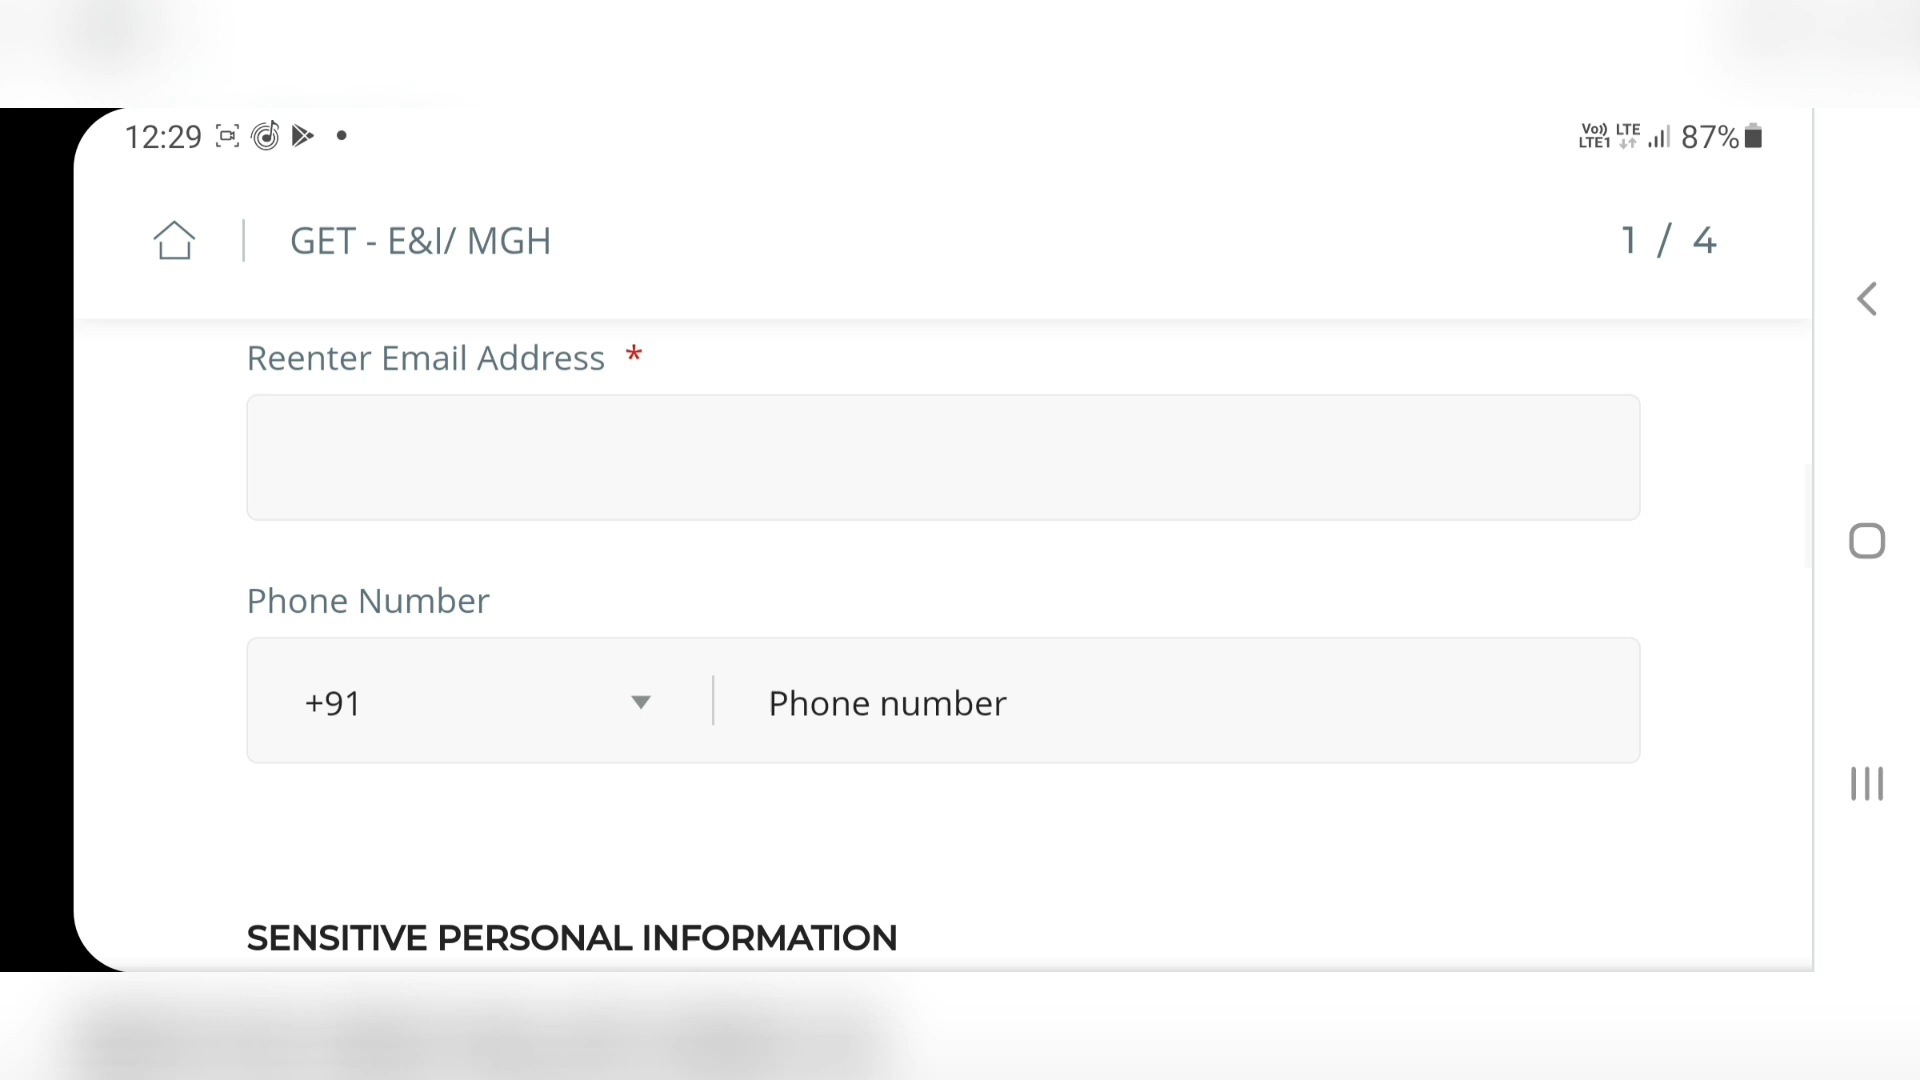 12:29
Vo)) LTE
LTE1
87%
GET - E&I/ MGH
1 / 4
Reenter Email Address *
Phone Number
+91
Phone number
SENSITIVE PERSONAL INFORMATION